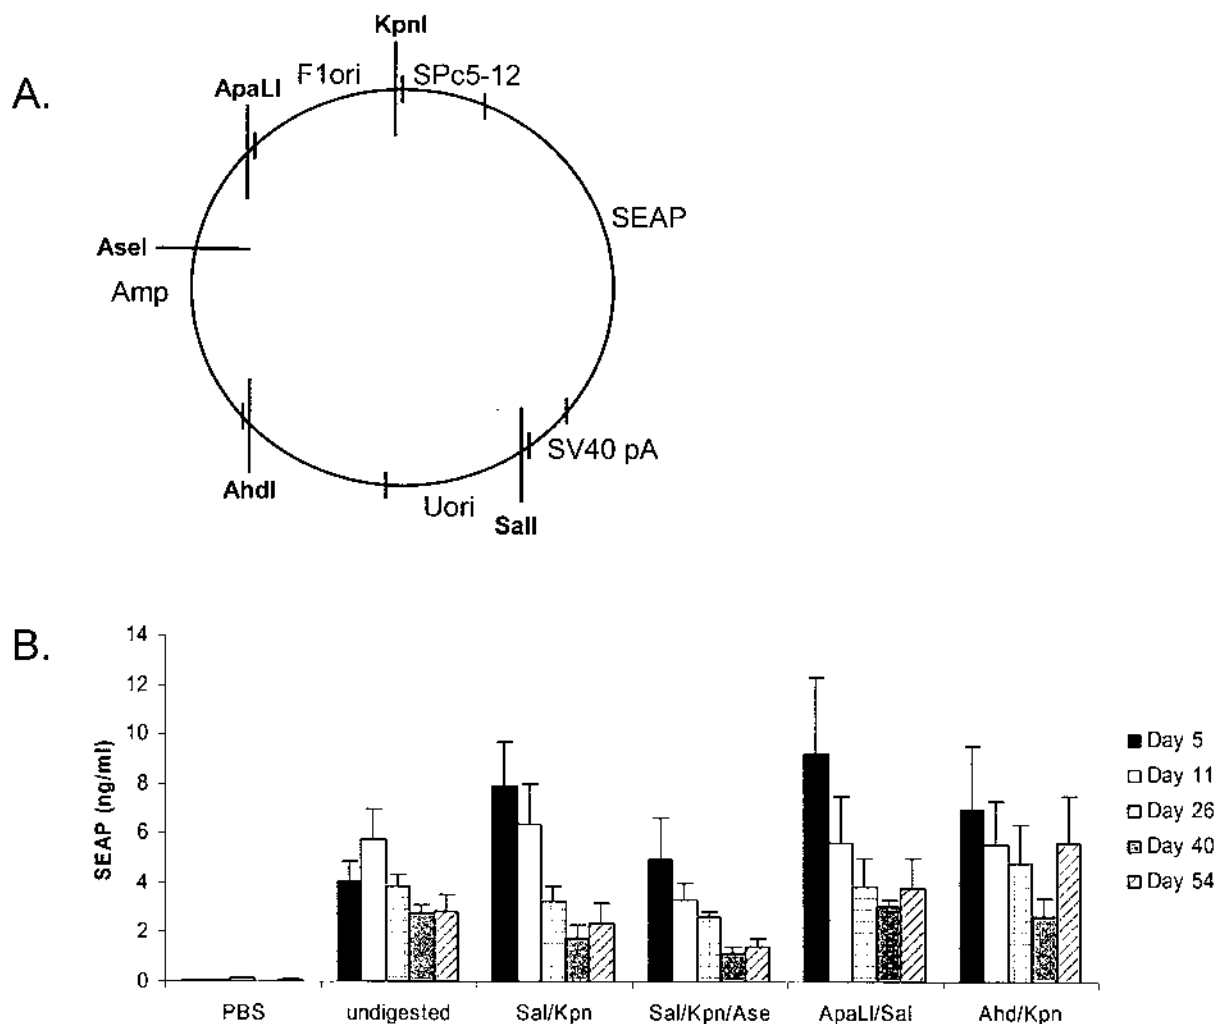 A.
KpnI
F1ori
SPc5-12
ApaLI
SEAP
AseI
Amp
SV40 pA
AhdI
Uori
SalI
B.
14
12
10
8
6
4
2
0
SEAP (ng/ml)
Day 5
Day 11
Day 26
Day 40
Day 54
PBS undigested Sal/Kpn Sal/Kpn/Ase ApaLI/Sal Ahd/Kpn